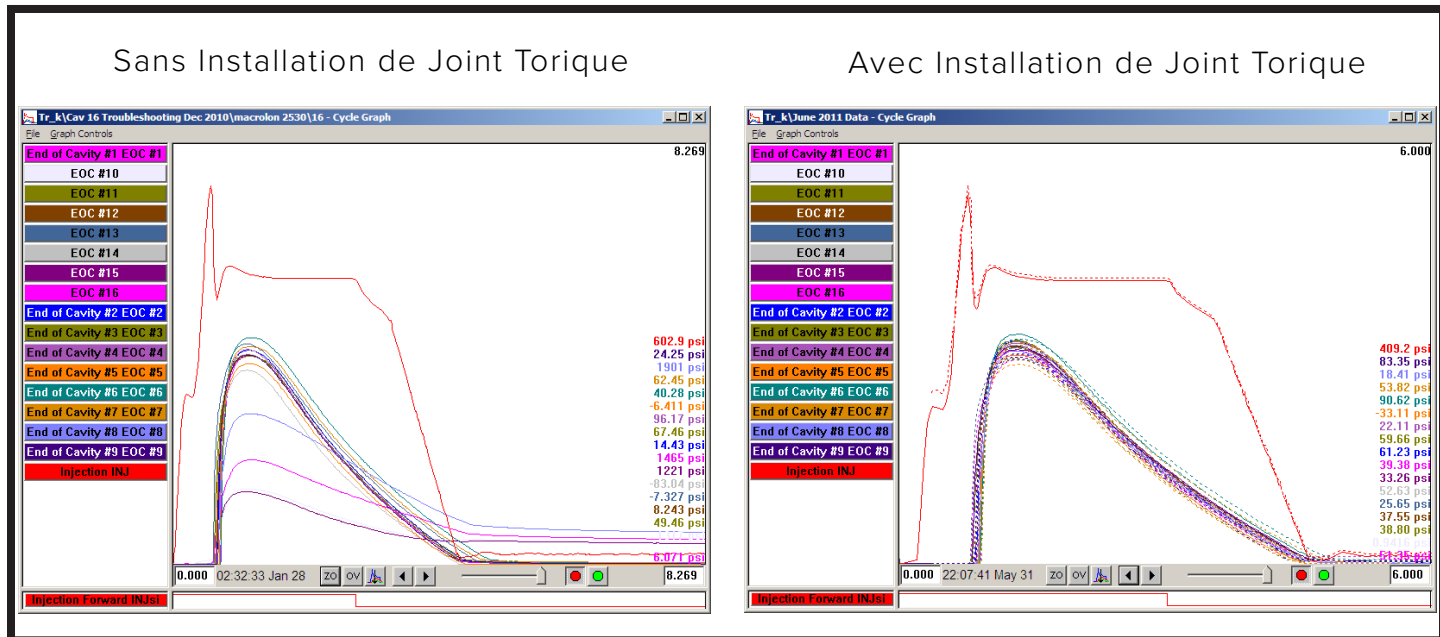 Sans Installation de Joint Torique
Tr_k\Cav 16 Troubleshooting Dec 2010\macrolon 2530\16 - Cycle Graph
File Graph Controls
End of Cavity #1 EOC #1
EOC #10
EOC #11
EOC #12
EOC #13
EOC #14
EOC #15
EOC #16
End of Cavity #2 EOC #2
End of Cavity #3 EOC #3
End of Cavity #4 EOC #4
End of Cavity #5 EOC #5
End of Cavity #6 EOC #6
End of Cavity #7 EOC #7
End of Cavity #8 EOC #8
End of Cavity #9 EOC #9
Injection INJ
8.269
602.9 psi
24.25 psi
1901 psi
62.45 psi
40.28 psi
-6.411 psi
96.17 psi
67.46 psi
14.43 psi
1465 psi
1221 psi
-83.04 psi
-7.327 psi
8.243 psi
49.46 psi
6.071 psi
0.000 02:32:33 Jan 28 ZO OV 8.269
Injection Forward INJsi
Avec Installation de Joint Torique
Tr_k\June 2011 Data - Cycle Graph
File Graph Controls
End of Cavity #1 EOC #1
EOC #10
EOC #11
EOC #12
EOC #13
EOC #14
EOC #15
EOC #16
End of Cavity #2 EOC #2
End of Cavity #3 EOC #3
End of Cavity #4 EOC #4
End of Cavity #5 EOC #5
End of Cavity #6 EOC #6
End of Cavity #7 EOC #7
End of Cavity #8 EOC #8
End of Cavity #9 EOC #9
Injection INJ
6.000
409.2 psi
83.35 psi
18.41 psi
53.82 psi
90.62 psi
-33.11 psi
22.11 psi
59.66 psi
61.23 psi
39.38 psi
33.26 psi
52.63 psi
25.65 psi
37.55 psi
38.80 psi
0.000 22:07:41 May 31 ZO OV 6.000
Injection Forward INJsi